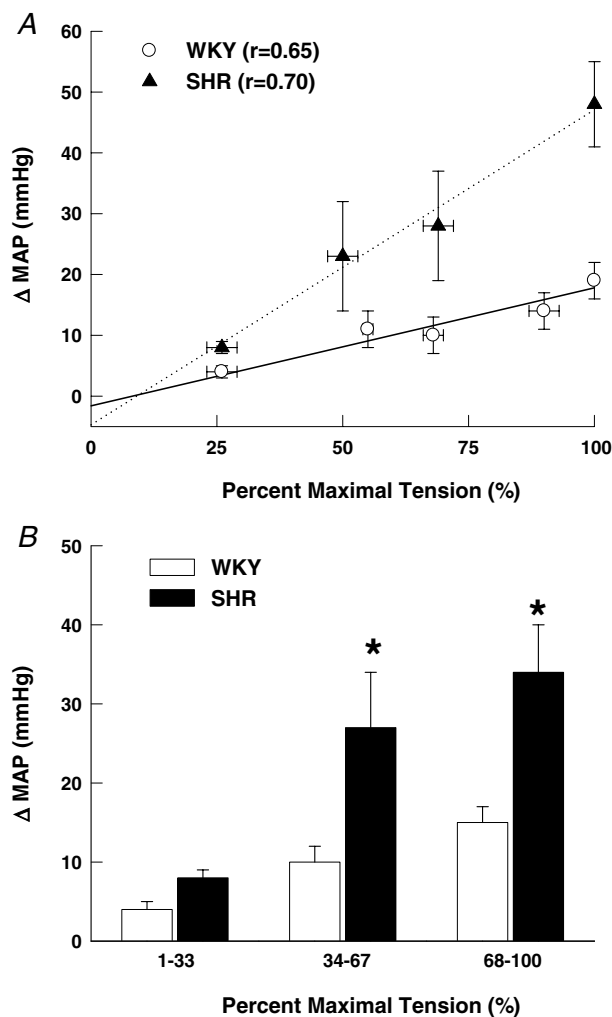 A
60
50
40
30
20
10
0
Δ MAP (mmHg)
WKY (r=0.65)
SHR (r=0.70)
0 25 50 75 100
Percent Maximal Tension (%)
B
50
40
30
20
10
0
Δ MAP (mmHg)
WKY
SHR
* *
1-33 34-67 68-100
Percent Maximal Tension (%)